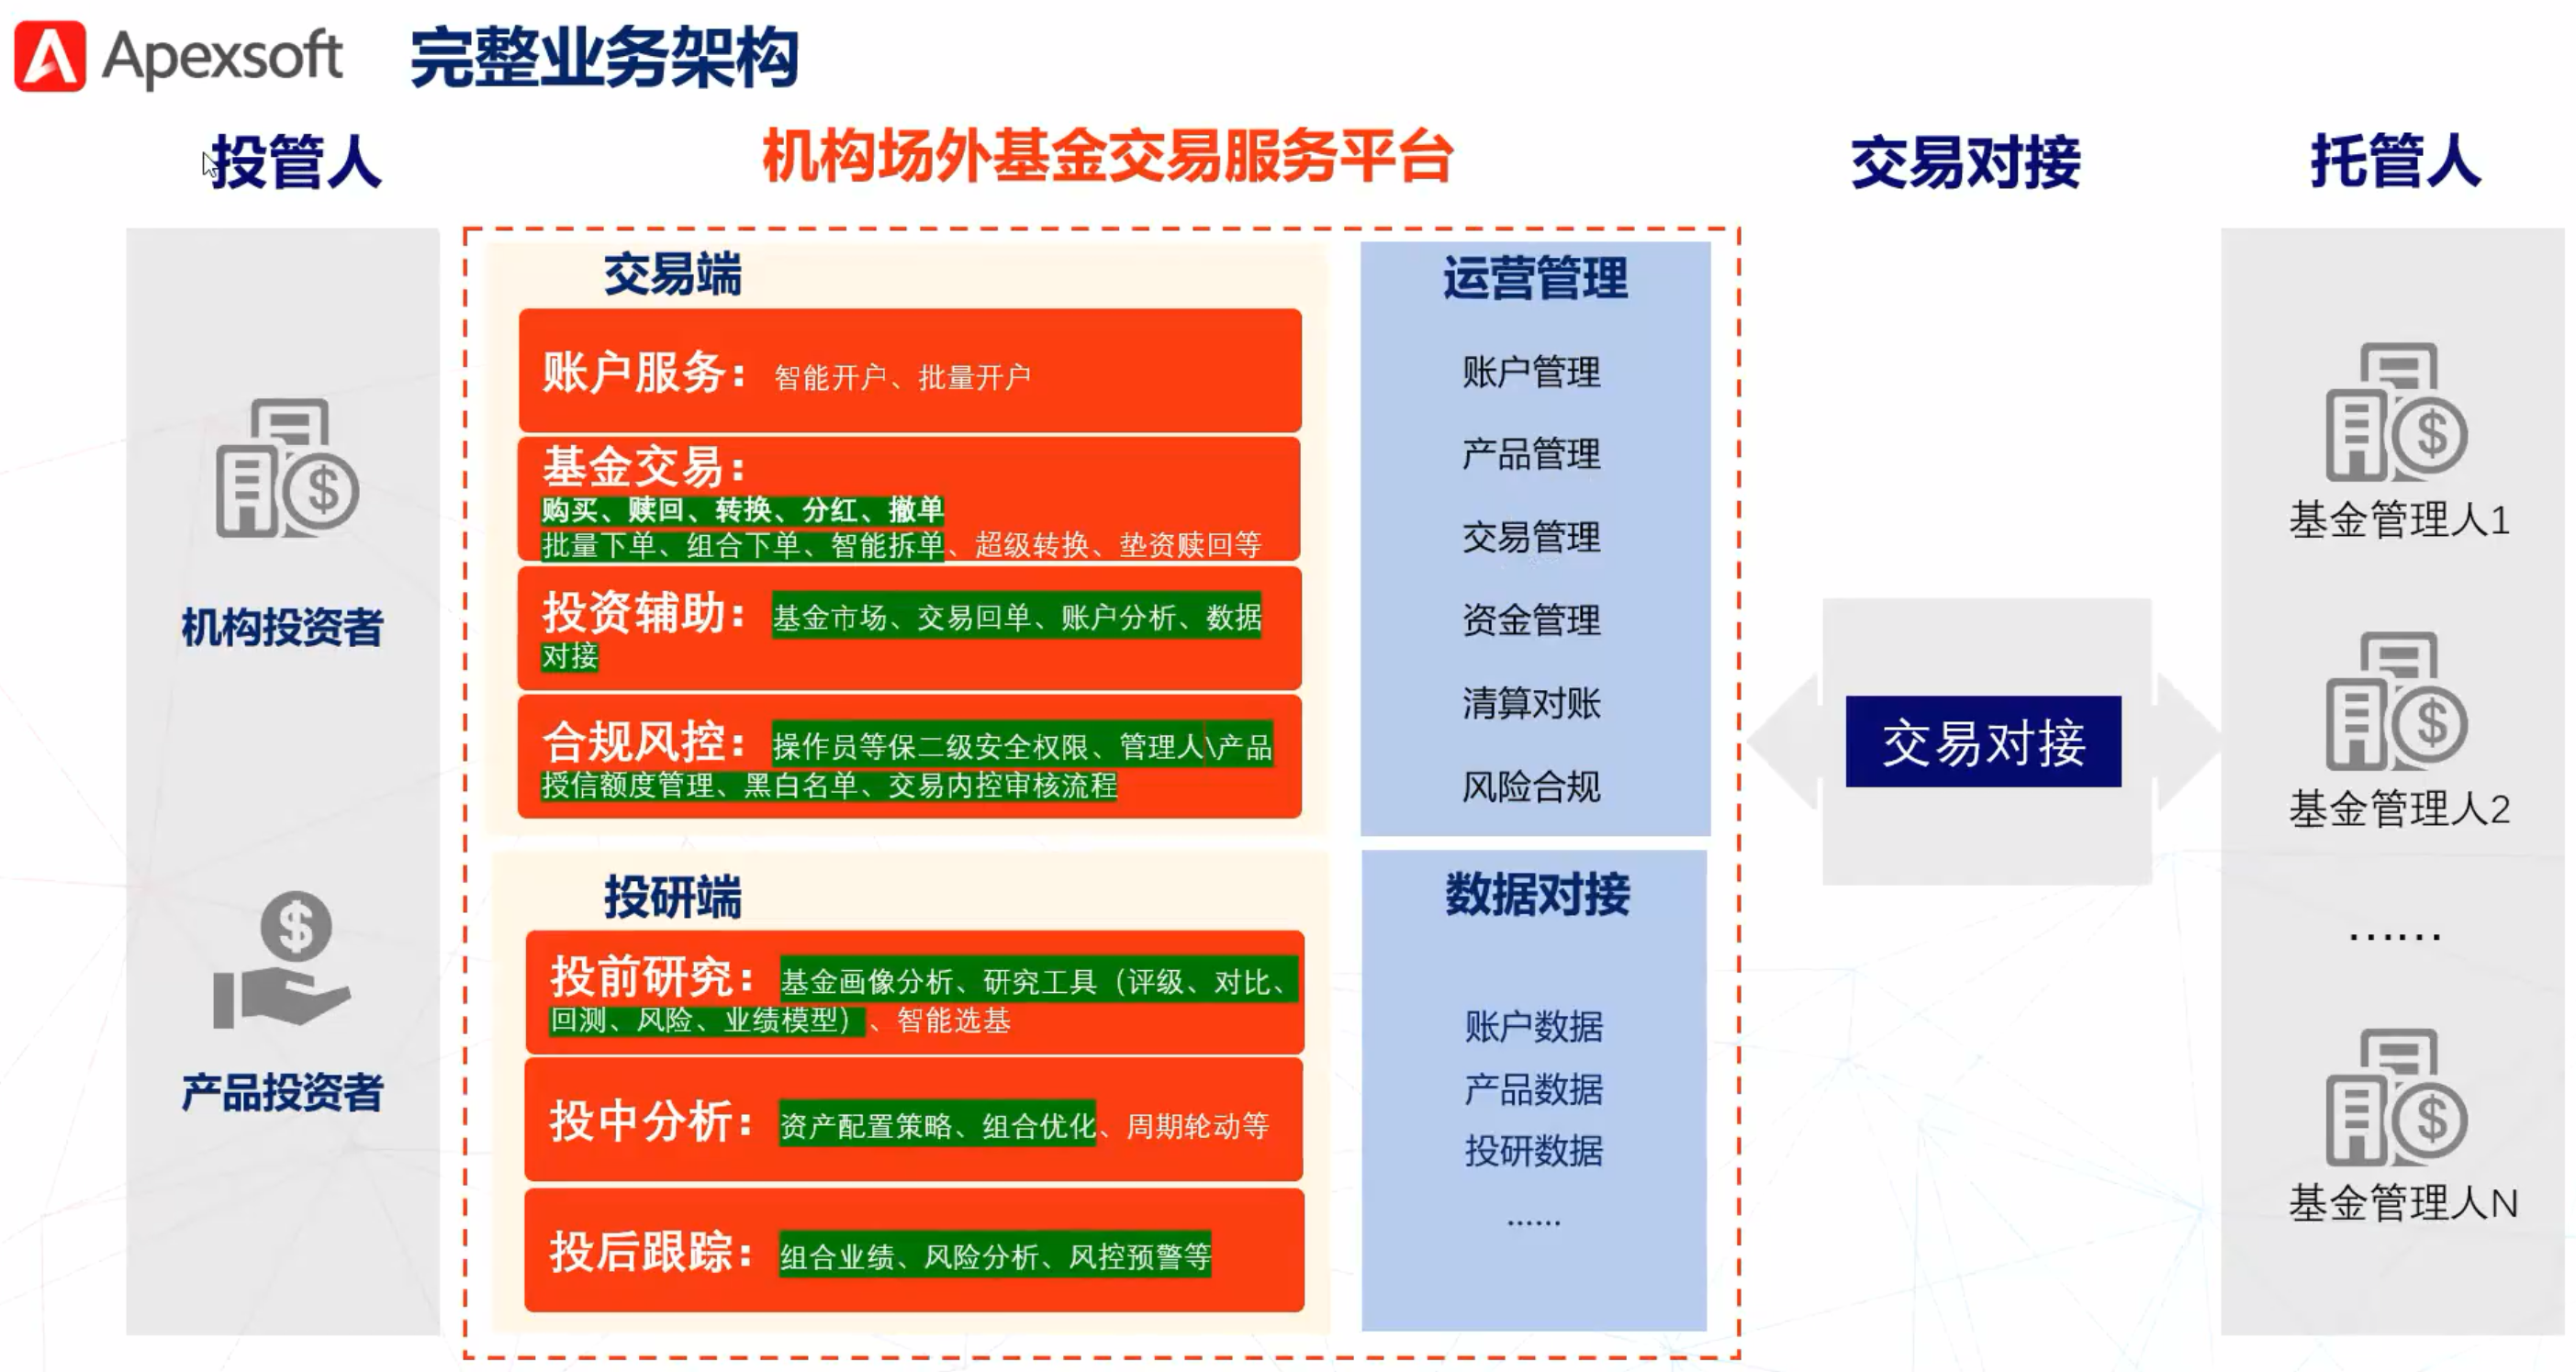 Apexsoft 完整业务架构
投管人
机构场外基金交易服务平台
交易对接
托管人
机构投资者
产品投资者
交易端
账户服务：智能开户、批量开户
基金交易：
购买、赎回、转换、分红、撤单
批量下单、组合下单、智能拆单、超级转换、垫资赎回等
投资辅助：基金市场、交易回单、账户分析、数据
对接
合规风控：操作员等保二级安全权限、管理人\产品
授信额度管理、黑白名单、交易内控审核流程
投研端
投前研究：基金画像分析、研究工具（评级、对比、
回测、风险、业绩模型）、智能选基
投中分析：资产配置策略、组合优化、周期轮动等
投后跟踪：组合业绩、风险分析、风控预警等
运营管理
账户管理
产品管理
交易管理
资金管理
清算对账
风险合规
数据对接
账户数据
产品数据
投研数据
……
交易对接
基金管理人1
基金管理人2
……
基金管理人N